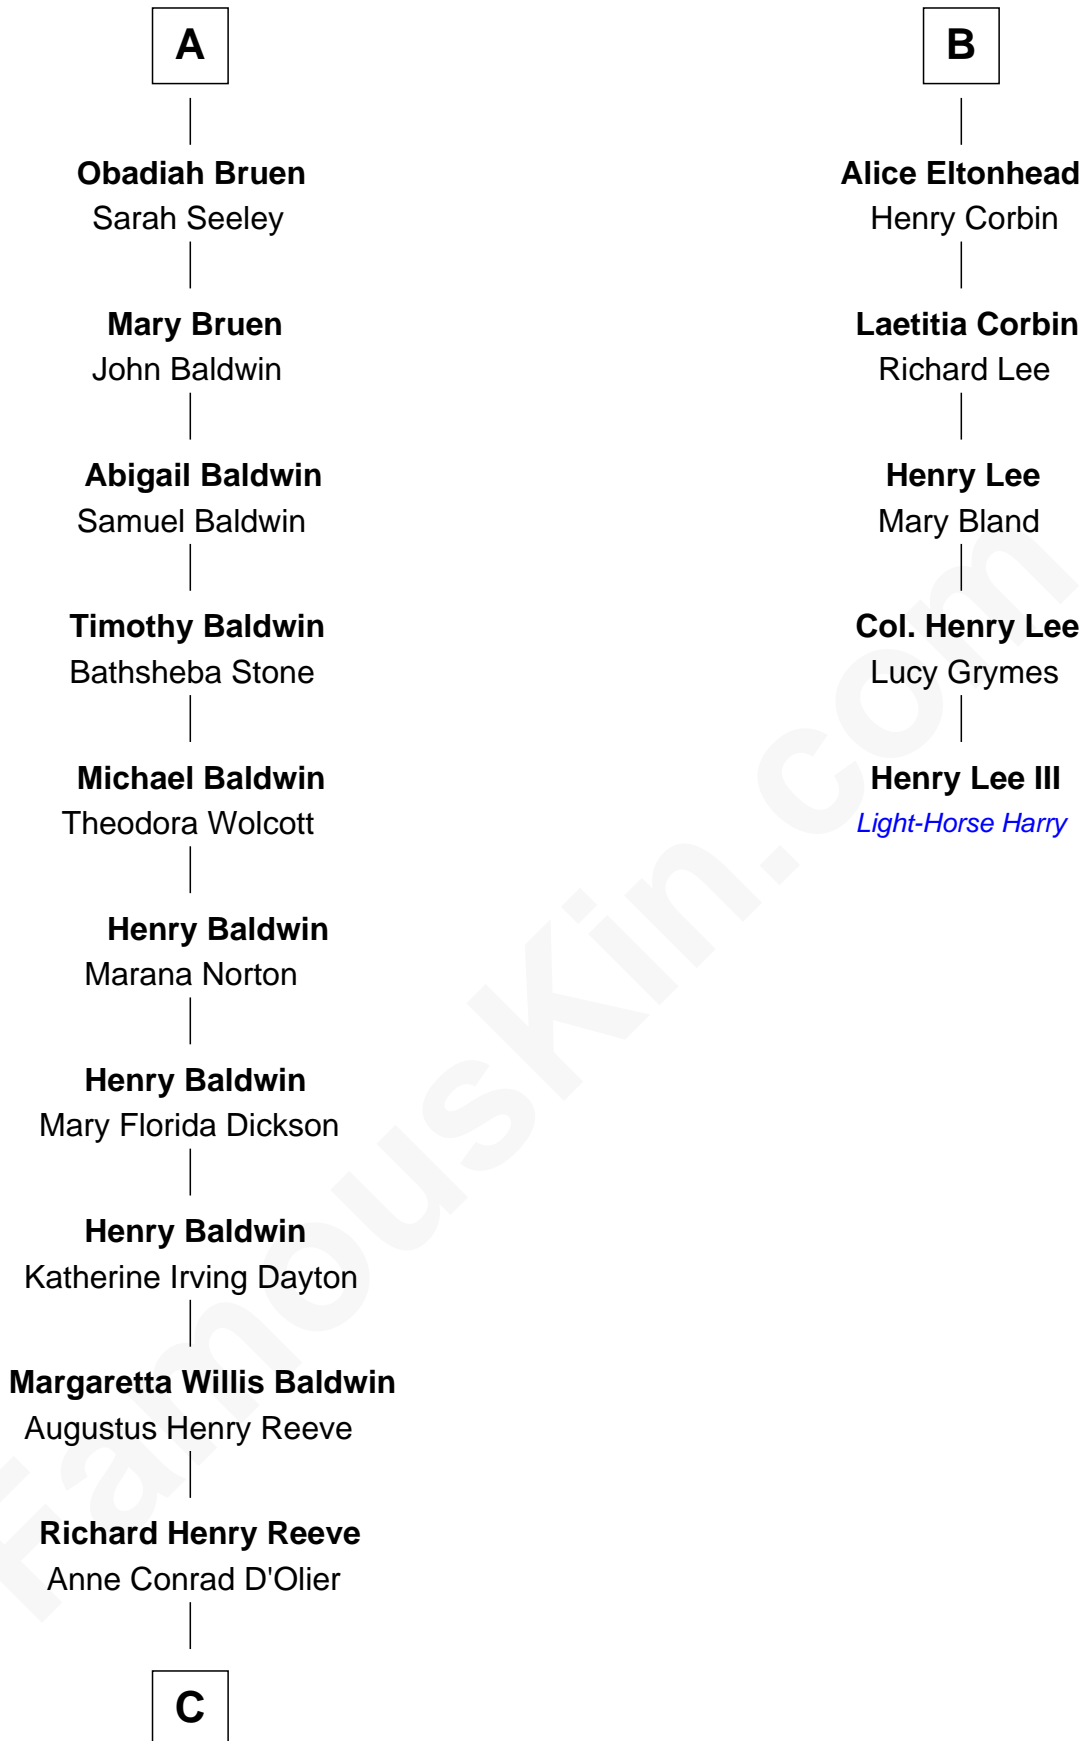 A
Obadiah Bruen
Sarah Seeley
Mary Bruen
John Baldwin
Abigail Baldwin
Samuel Baldwin
Timothy Baldwin
Bathsheba Stone
Michael Baldwin
Theodora Wolcott
Henry Baldwin
Marana Norton
Henry Baldwin
Mary Florida Dickson
Henry Baldwin
Katherine Irving Dayton
Margaretta Willis Baldwin
Augustus Henry Reeve
Richard Henry Reeve
Anne Conrad D'Olier
C
B
Alice Eltonhead
Henry Corbin
Laetitia Corbin
Richard Lee
Henry Lee
Mary Bland
Col. Henry Lee
Lucy Grymes
Henry Lee III
Light-Horse Harry
FamousKin.com